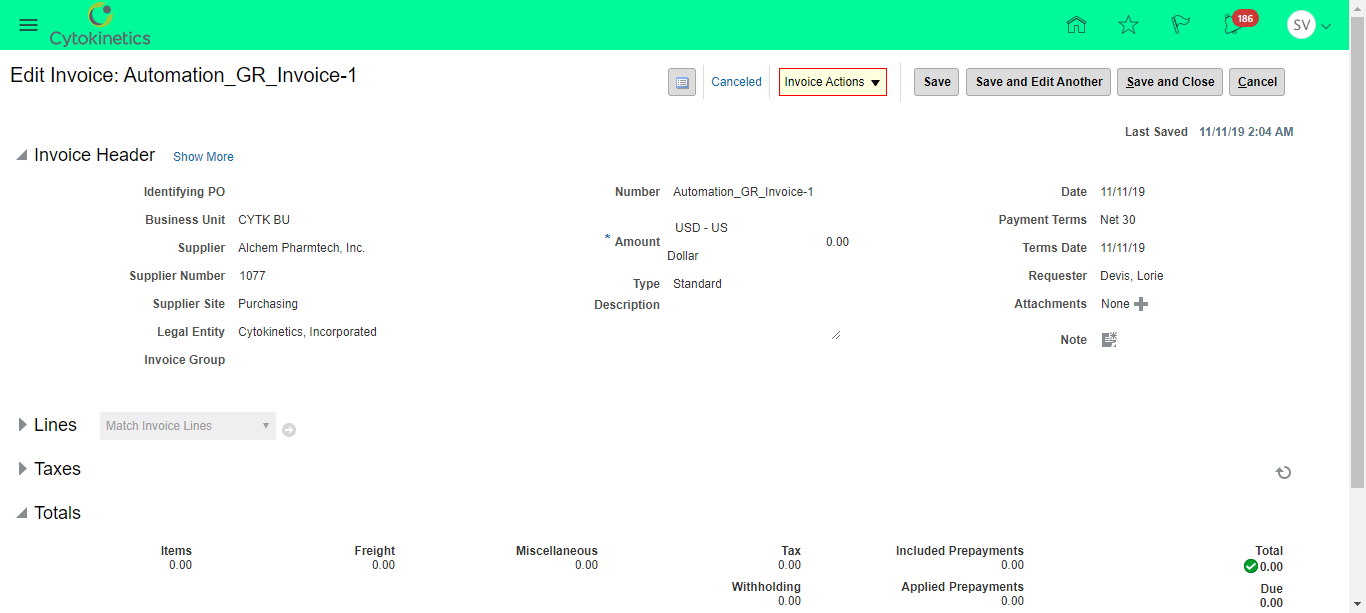 Cytokinetics
186
SV
Edit Invoice: Automation_GR_Invoice-1
Canceled
Invoice Actions
Save
Save and Edit Another
Save and Close
Cancel
Last Saved 11/11/19 2:04 AM
Invoice Header Show More
Identifying PO
Business Unit CYTK BU
Supplier Alchem Pharmtech, Inc.
Supplier Number 1077
Supplier Site Purchasing
Legal Entity Cytokinetics, Incorporated
Invoice Group
Number Automation_GR_Invoice-1
* Amount USD - US Dollar 0.00
Type Standard
Description
Date 11/11/19
Payment Terms Net 30
Terms Date 11/11/19
Requester Devis, Lorie
Attachments None
Note
Lines Match Invoice Lines
Taxes
Totals
Items Freight Miscellaneous Tax Included Prepayments Total
0.00 0.00 0.00 0.00 0.00 0.00
Withholding Applied Prepayments Due
0.00 0.00 0.00